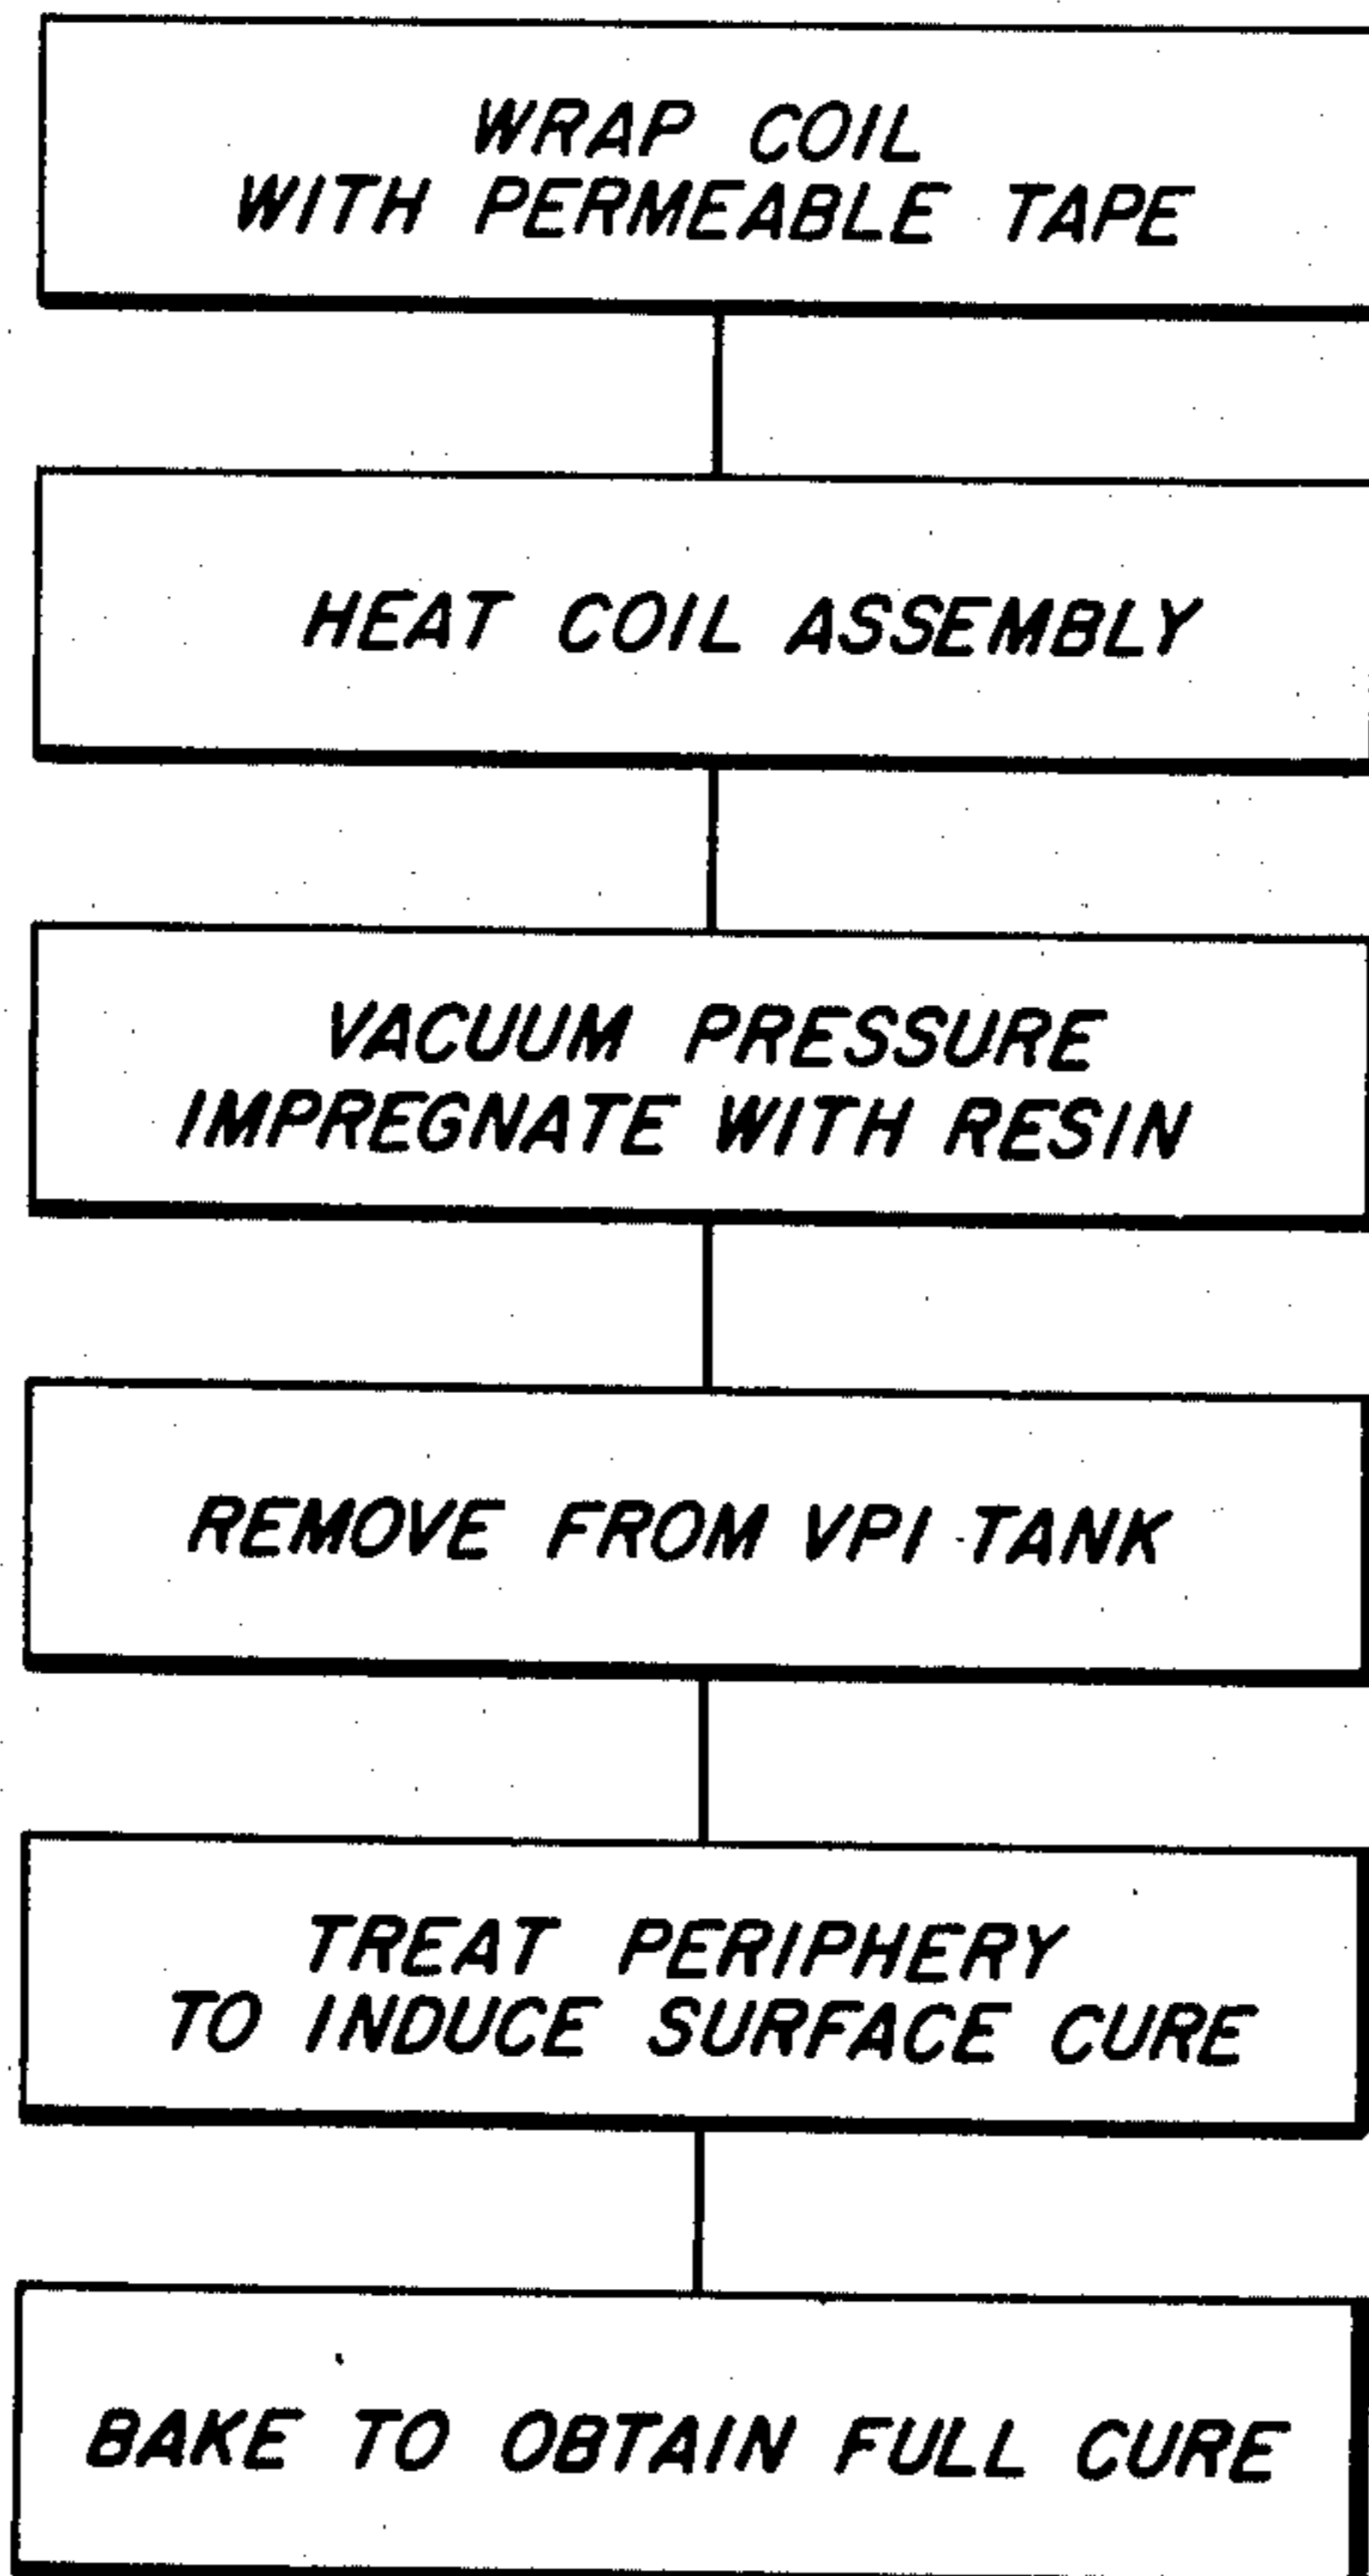 WRAP COIL
WITH PERMEABLE TAPE
HEAT COIL ASSEMBLY
VACUUM PRESSURE
IMPREGNATE WITH RESIN
REMOVE FROM VPI TANK
TREAT PERIPHERY
TO INDUCE SURFACE CURE
BAKE TO OBTAIN FULL CURE